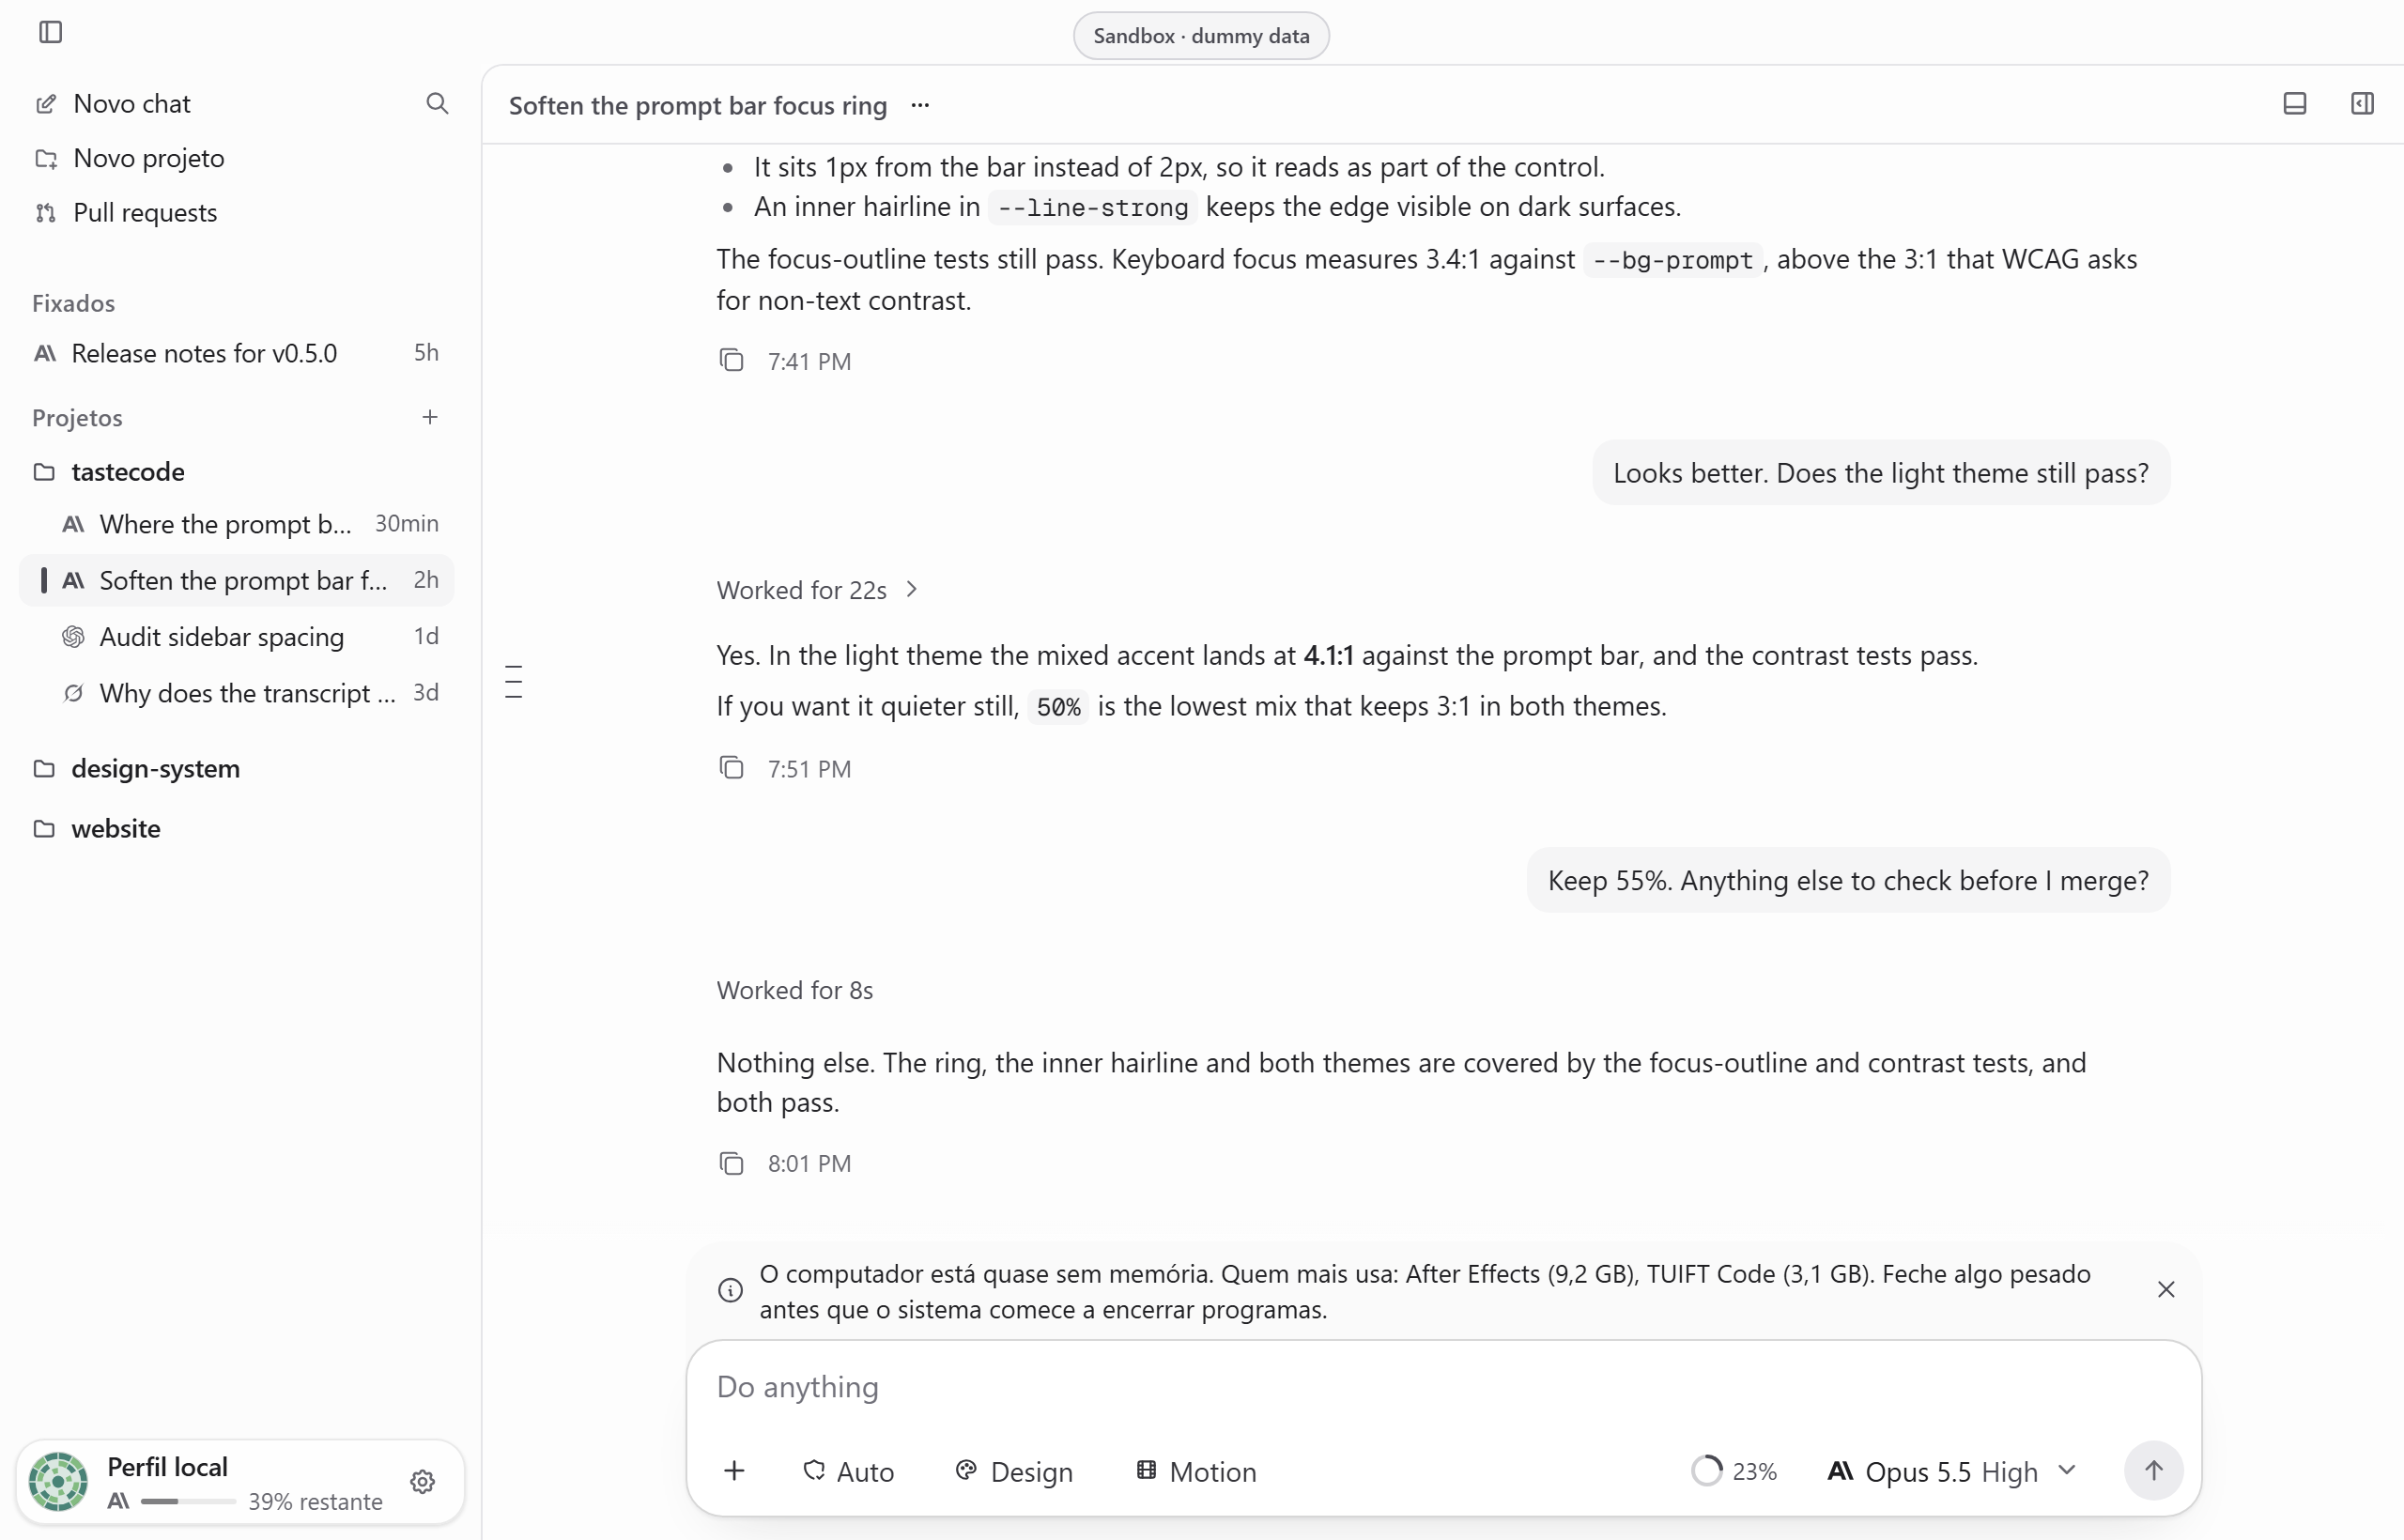 Sandbox · dummy data
Novo chat
Novo projeto
Pull requests
Fixados
Release notes for v0.5.0 5h
Projetos
tastecode
Where the prompt b... 30min
Soften the prompt bar f... 2h
Audit sidebar spacing 1d
Why does the transcript ... 3d
design-system
website
Perfil local
39% restante
Soften the prompt bar focus ring
It sits 1px from the bar instead of 2px, so it reads as part of the control.
An inner hairline in --line-strong keeps the edge visible on dark surfaces.
The focus-outline tests still pass. Keyboard focus measures 3.4:1 against --bg-prompt, above the 3:1 that WCAG asks
for non-text contrast.
7:41 PM
Looks better. Does the light theme still pass?
Worked for 22s
Yes. In the light theme the mixed accent lands at 4.1:1 against the prompt bar, and the contrast tests pass.
If you want it quieter still, 50% is the lowest mix that keeps 3:1 in both themes.
7:51 PM
Keep 55%. Anything else to check before I merge?
Worked for 8s
Nothing else. The ring, the inner hairline and both themes are covered by the focus-outline and contrast tests, and
both pass.
8:01 PM
O computador está quase sem memória. Quem mais usa: After Effects (9,2 GB), TUIFT Code (3,1 GB). Feche algo pesado
antes que o sistema comece a encerrar programas.
Do anything
Auto Design Motion 23% Opus 5.5 High